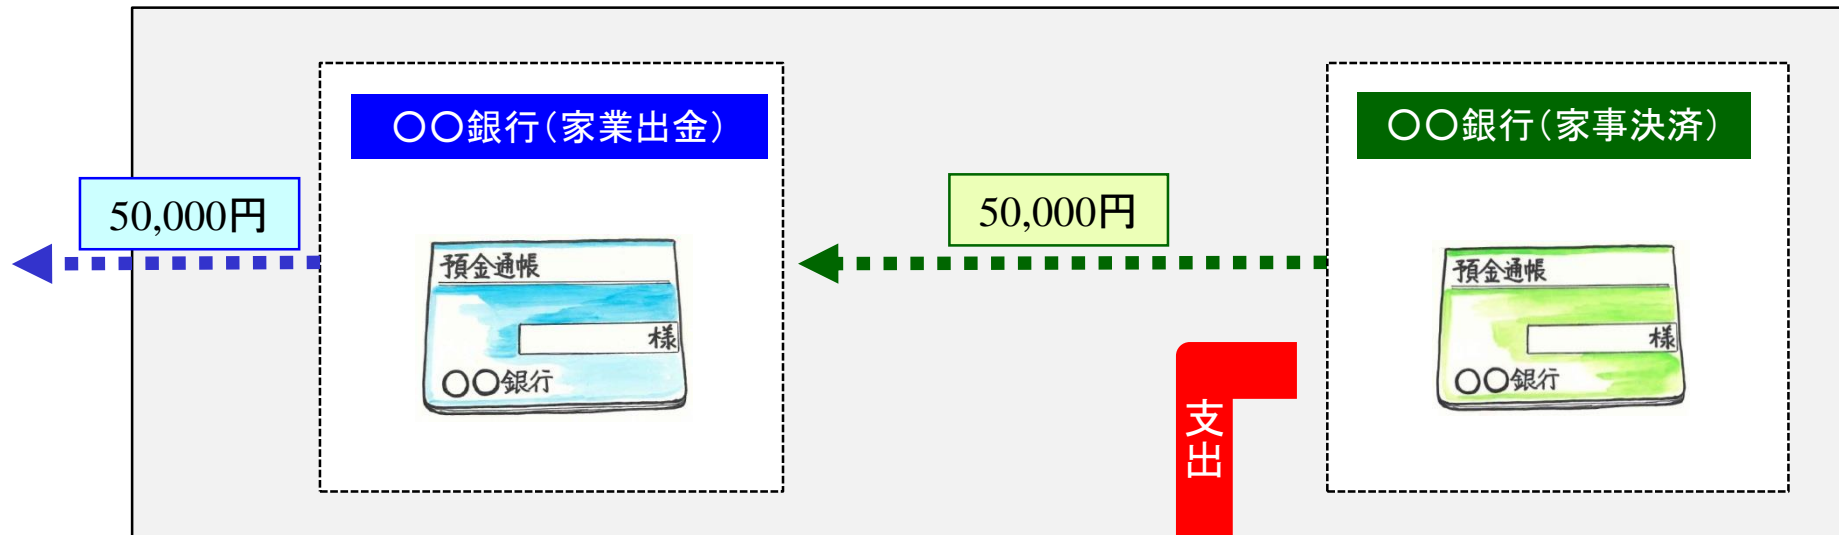 〇〇銀行(家業出金)
〇〇銀行(家事決済)
50,000円
50,000円
預金通帳
様
〇〇銀行
預金通帳
様
〇〇銀行
支出